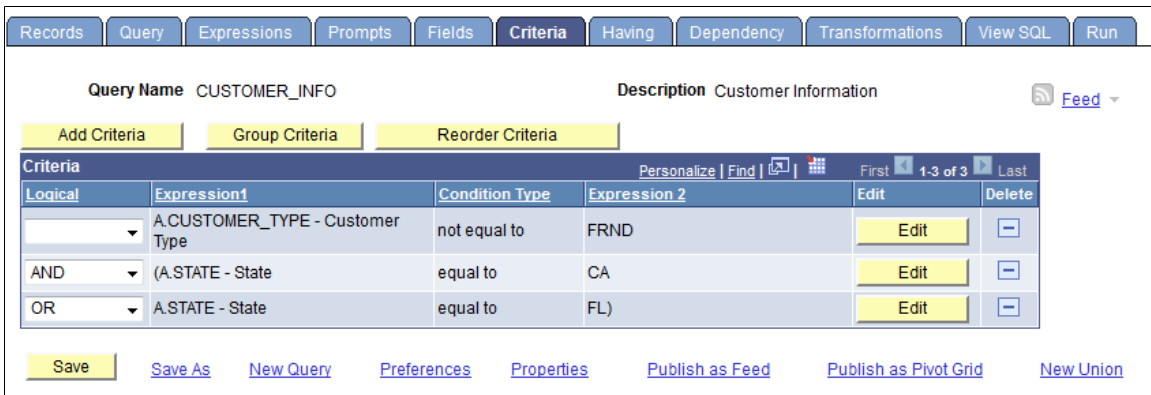 Records Query Expressions Prompts Fields Criteria Having Dependency Transformations View SQL Run
Query Name CUSTOMER_INFO Description Customer Information Feed
Add Criteria Group Criteria Reorder Criteria
Criteria Personalize | Find | | First 1-3 of 3 Last
Logical Expression1 Condition Type Expression 2 Edit Delete
A.CUSTOMER_TYPE - Customer Type not equal to FRND Edit
AND (A.STATE - State equal to CA Edit
OR A.STATE - State equal to FL) Edit
Save Save As New Query Preferences Properties Publish as Feed Publish as Pivot Grid New Union